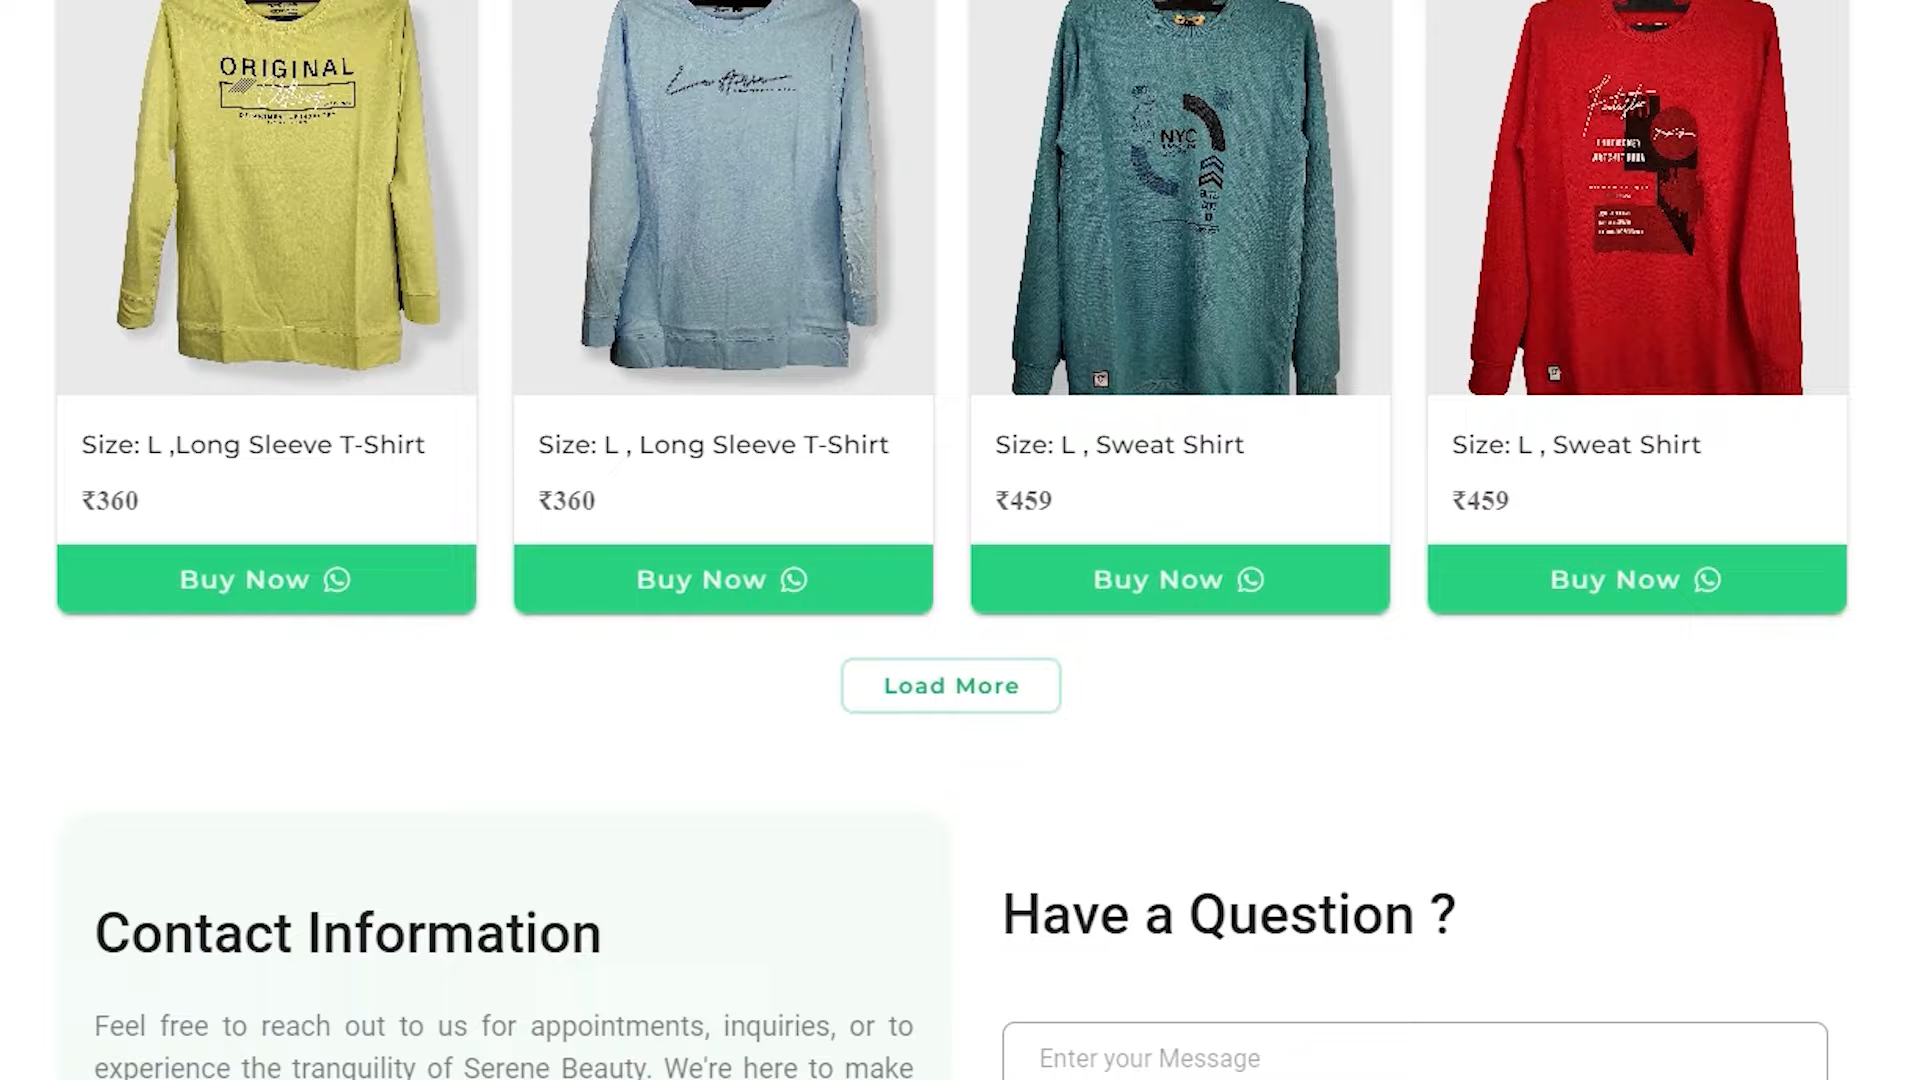 ORIGINAL
NYC
Size: L ,Long Sleeve T-Shirt
₹360
Buy Now
Size: L , Long Sleeve T-Shirt
₹360
Buy Now
Size: L , Sweat Shirt
₹459
Buy Now
Size: L , Sweat Shirt
₹459
Buy Now
Load More
Contact Information
Feel free to reach out to us for appointments, inquiries, or to
experience the tranquility of Serene Beauty. We're here to make
Have a Question ?
Enter your Message